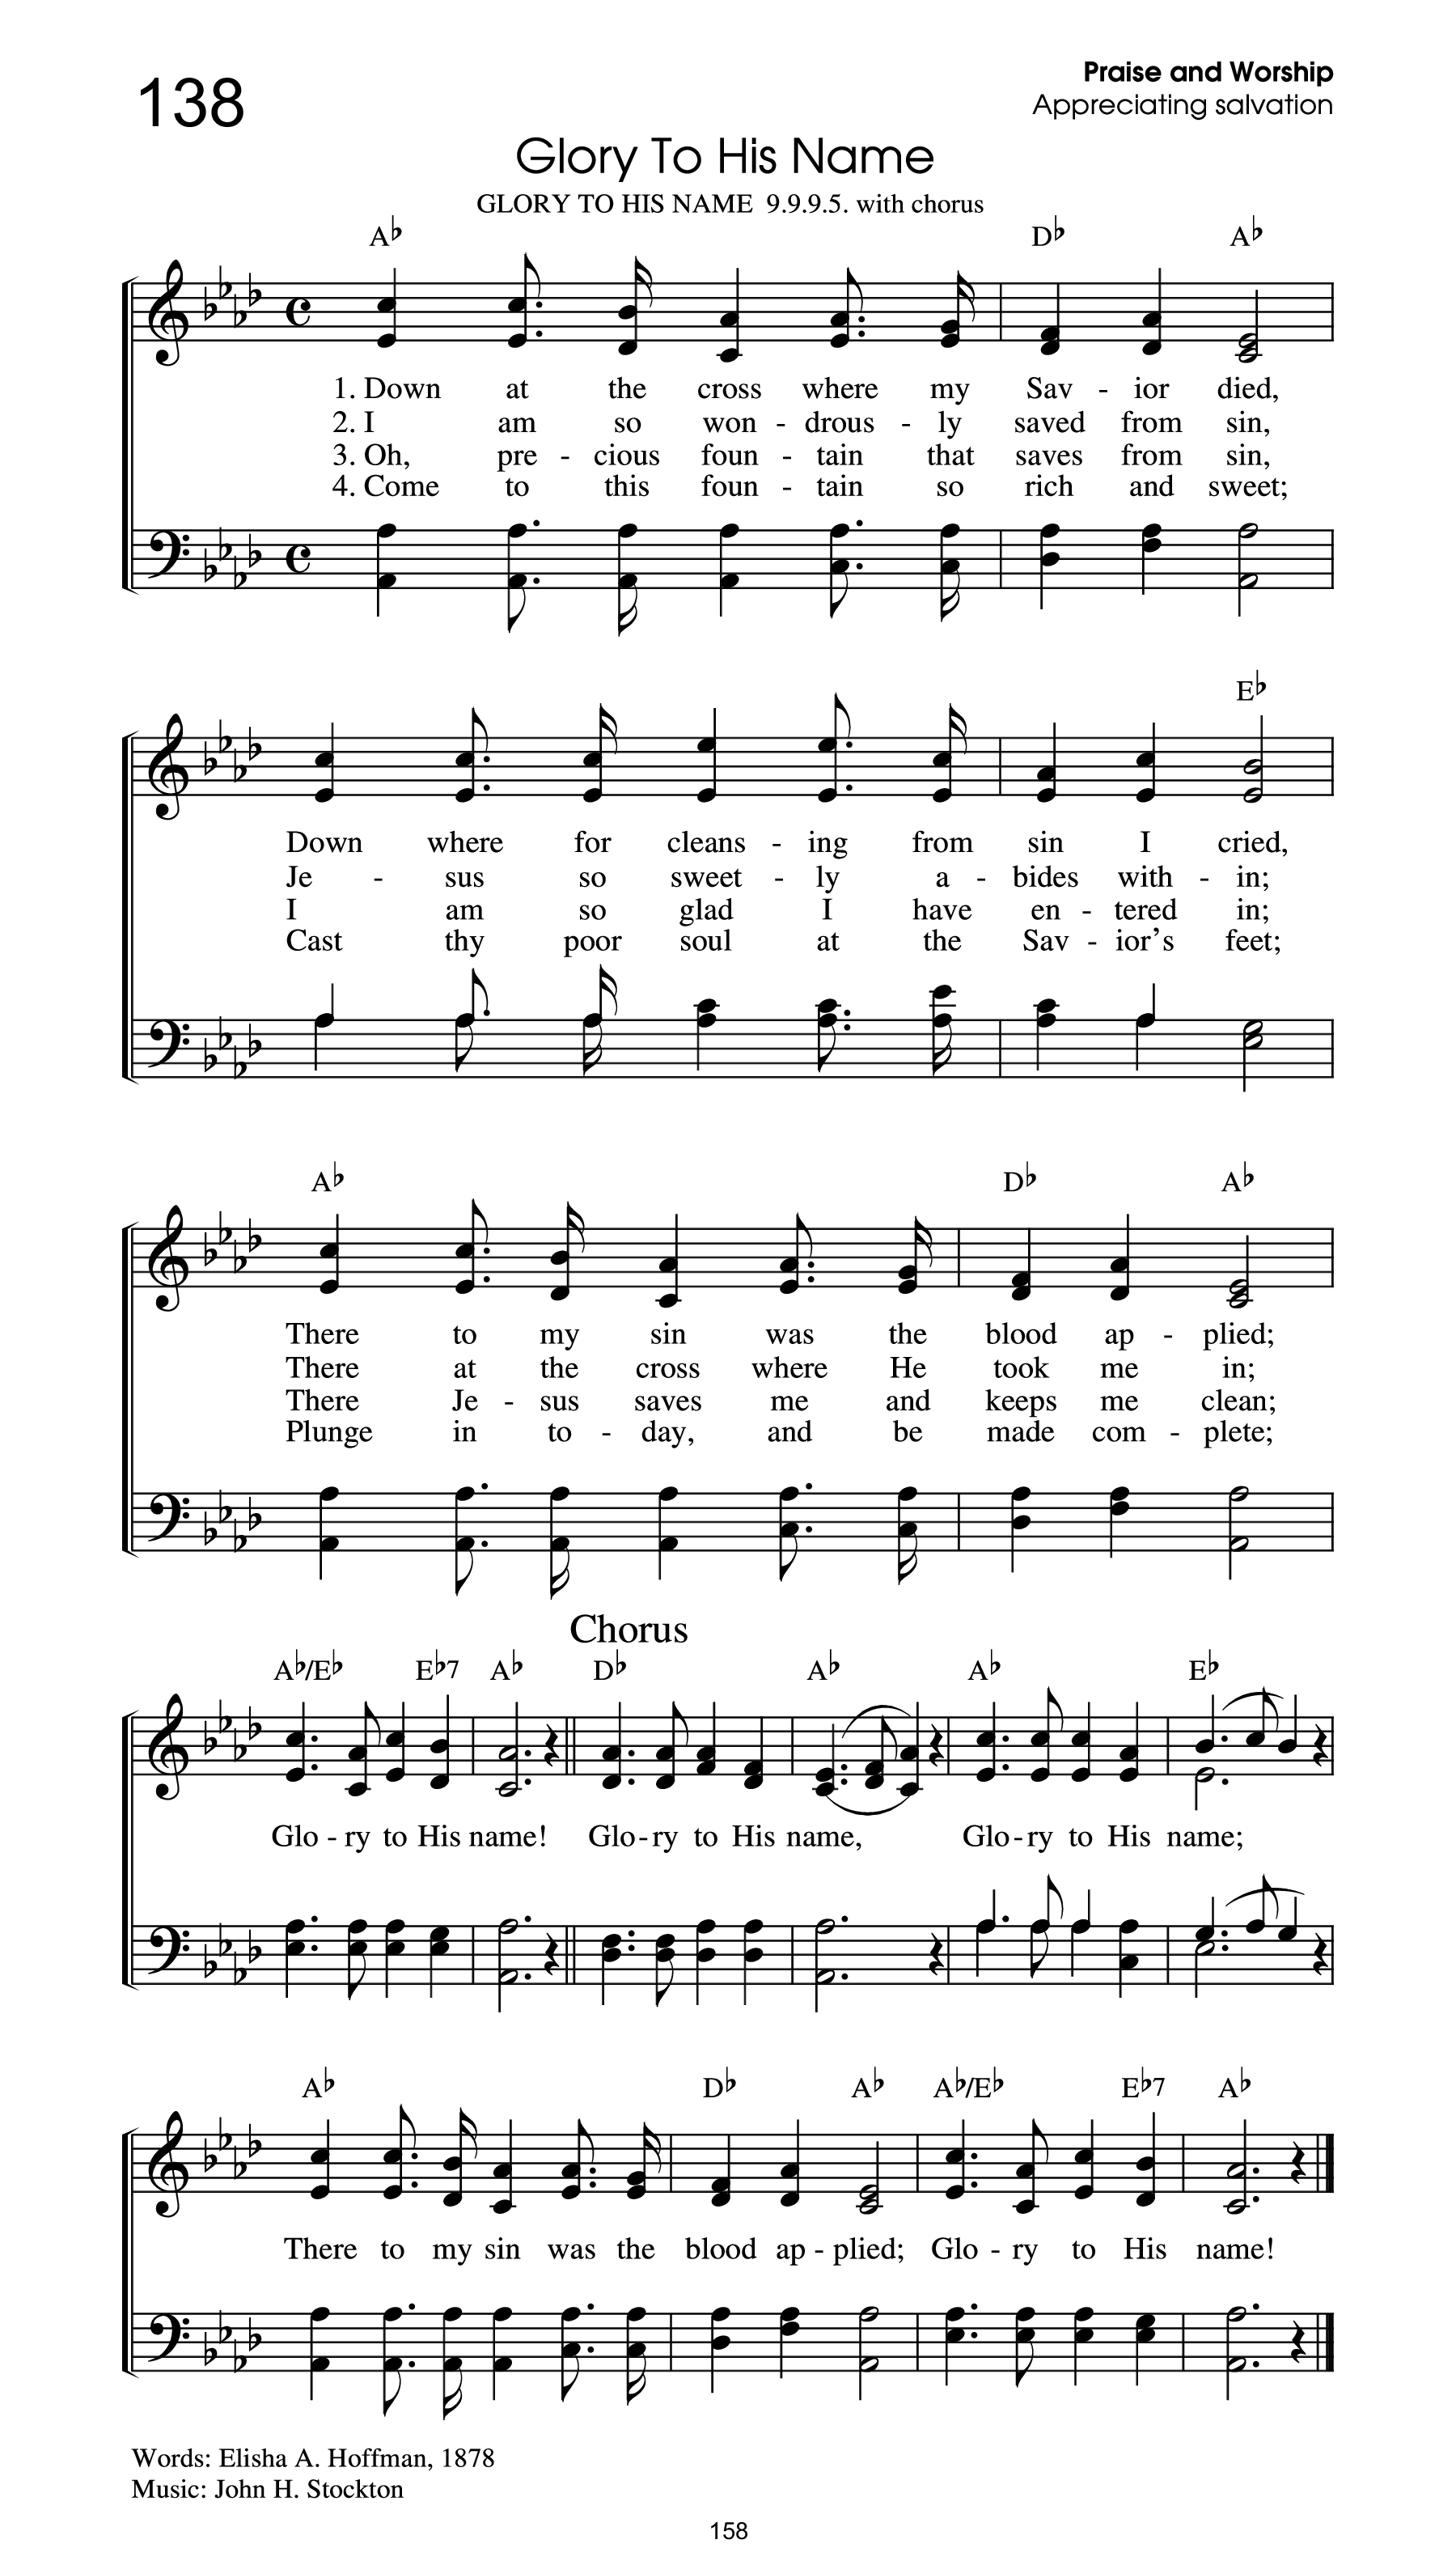 138
Praise and Worship
Appreciating salvation
Glory To His Name
GLORY TO HIS NAME 9.9.9.5. with chorus
A♭ D♭ A♭
1. Down at the cross where my Sav - ior died,
2. I am so won - drous - ly saved from sin,
3. Oh, pre - cious foun - tain that saves from sin,
4. Come to this foun - tain so rich and sweet;
E♭
Down where for cleans - ing from sin I cried,
Je - sus so sweet - ly a - bides with - in;
I am so glad I have en - tered in;
Cast thy poor soul at the Sav - ior's feet;
A♭ D♭ A♭
There to my sin was the blood ap - plied;
There at the cross where He took me in;
There Je - sus saves me and keeps me clean;
Plunge in to - day, and be made com - plete;
Chorus
A♭/E♭ E♭7 A♭ D♭ A♭ A♭ E♭
Glo - ry to His name! Glo - ry to His name, Glo - ry to His name;
A♭ D♭ A♭ A♭/E♭ E♭7 A♭
There to my sin was the blood ap - plied; Glo - ry to His name!
Words: Elisha A. Hoffman, 1878
Music: John H. Stockton
158